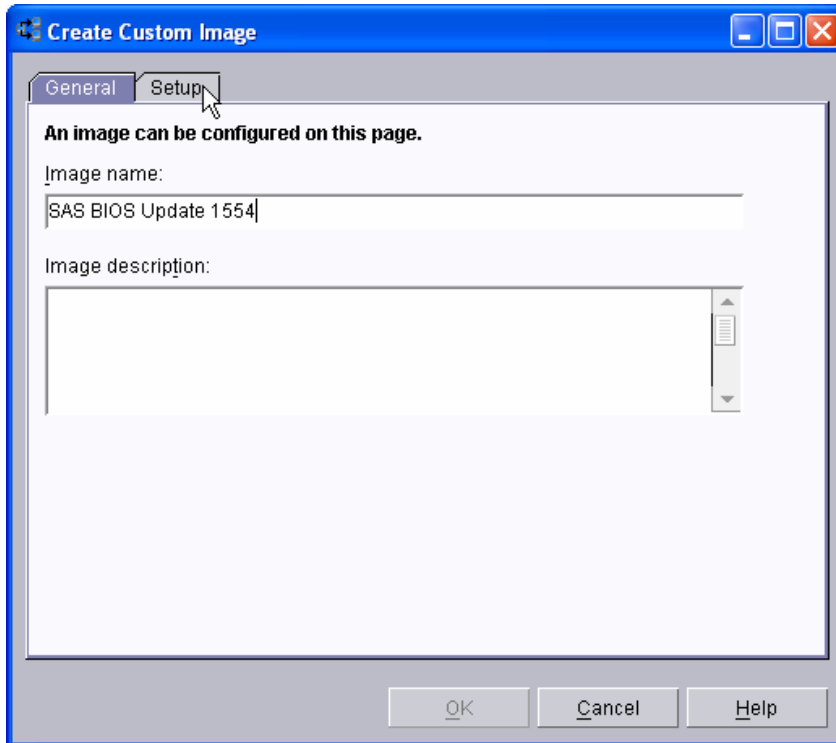 Create Custom Image
General Setup
An image can be configured on this page.
Image name:
SAS BIOS Update 1554
Image description:
OK Cancel Help